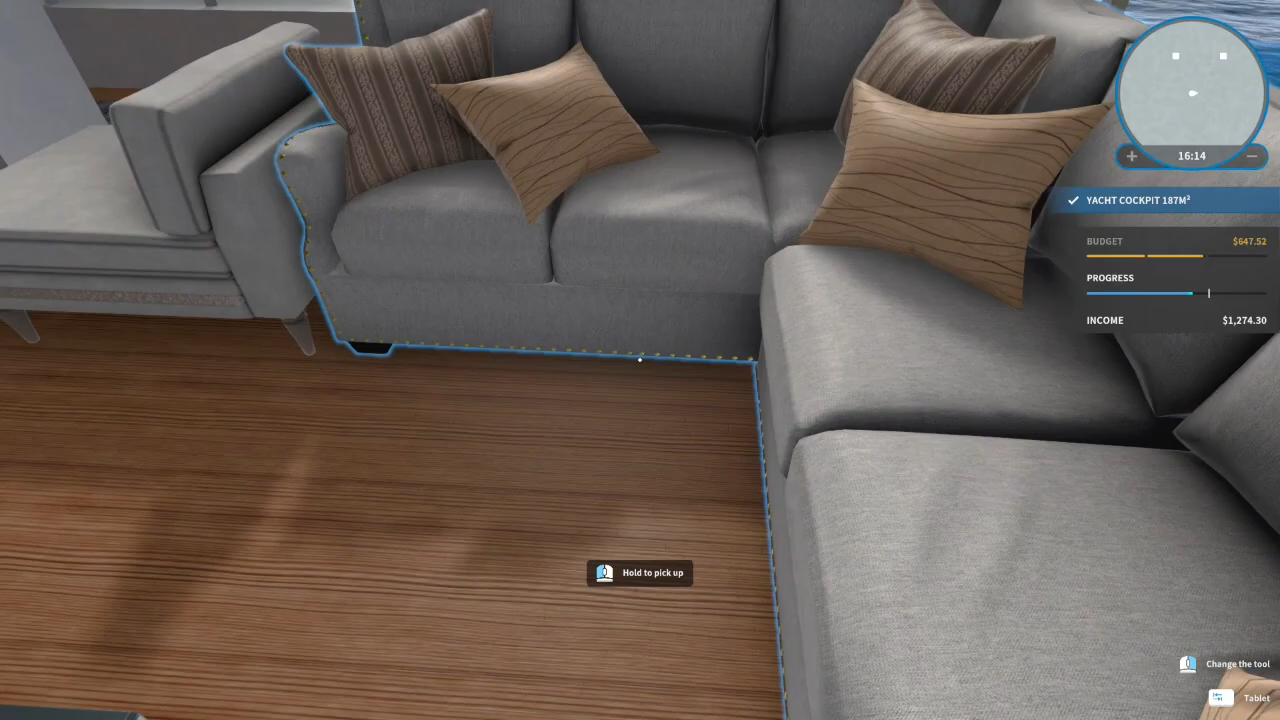 16:14
YACHT COCKPIT 187M²
BUDGET $647.52
PROGRESS
INCOME $1,274.30
Hold to pick up
Change the tool
Tablet